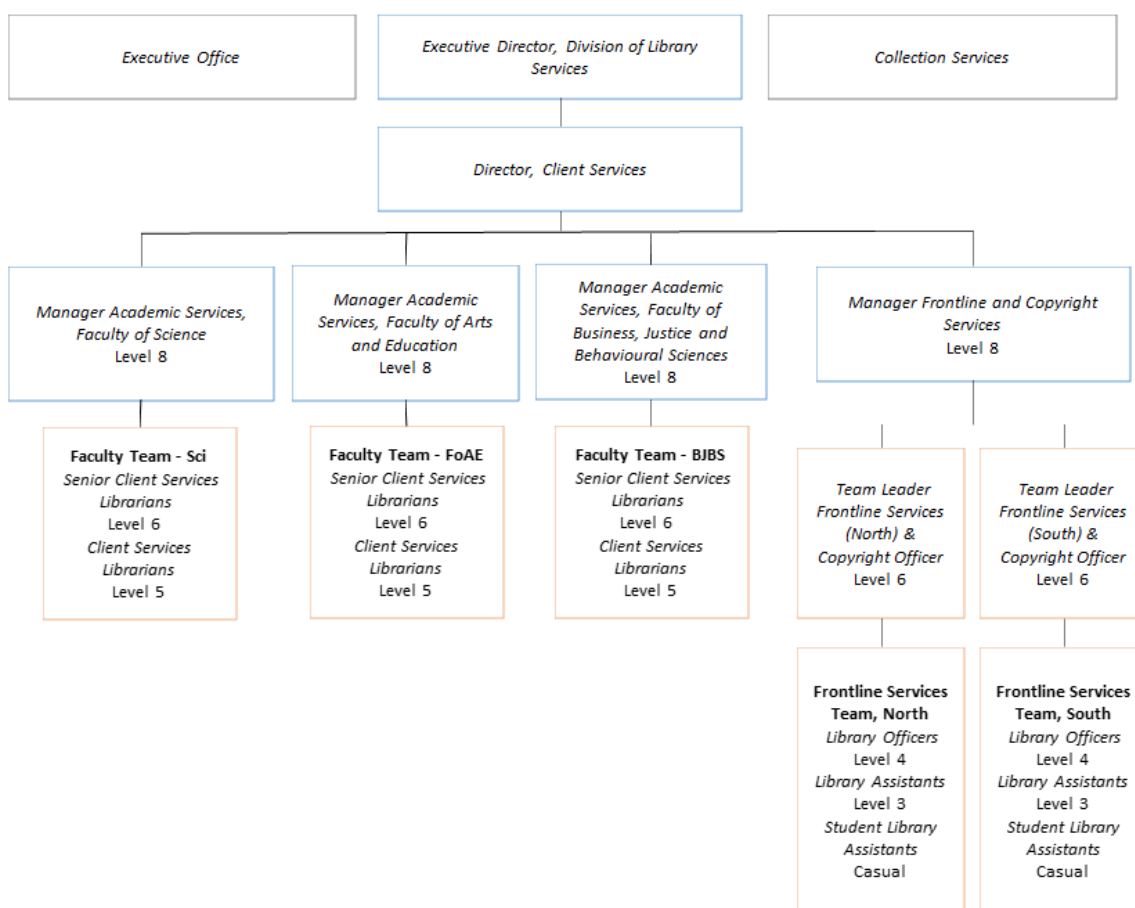 Executive Office
Executive Director, Division of Library
Services
Collection Services
Director, Client Services
Manager Academic Services,
Faculty of Science
Level 8
Manager Academic
Services, Faculty of Arts
and Education
Level 8
Manager Academic
Services, Faculty of
Business, Justice and
Behavioural Sciences
Level 8
Manager Frontline and Copyright
Services
Level 8
Faculty Team - Sci
Senior Client Services
Librarians
Level 6
Client Services
Librarians
Level 5
Faculty Team - FoAE
Senior Client Services
Librarians
Level 6
Client Services
Librarians
Level 5
Faculty Team - BJBS
Senior Client Services
Librarians
Level 6
Client Services
Librarians
Level 5
Team Leader
Frontline Services
(North) &
Copyright Officer
Level 6
Team Leader
Frontline Services
(South) &
Copyright Officer
Level 6
Frontline Services
Team, North
Library Officers
Level 4
Library Assistants
Level 3
Student Library
Assistants
Casual
Frontline Services
Team, South
Library Officers
Level 4
Library Assistants
Level 3
Student Library
Assistants
Casual